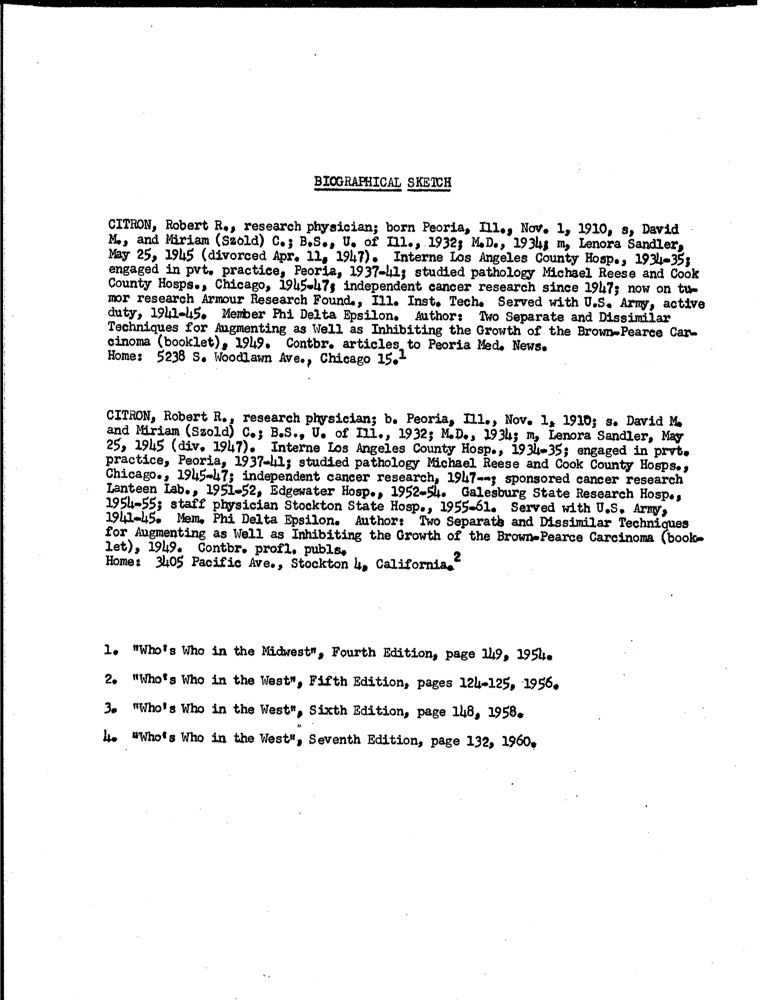 BIOGRAPHICAL SKETCH
CITRON, Robert R., research physician; born Peoria, Ill., Nov. 1, 1910, s, David
M., and Miriam (Szold) C.; B.S., U. of Ill., 1932; M.D., 1934; m, Lenora Sandler,
May 25, 1945 (divorced Apr. 11, 1947). Interne Los Angeles County Hosp., 1934-35;
engaged in pvt. practice, Peoria, 1937-41; studied pathology Michael Reese and Cook
County Hosps., Chicago, 1945-47; independent cancer research since 1947; now on tu-
mor research Armour Research Found., Ill. Inst. Tech. Served with U.S. Army, active
duty, 1941-45. Member Phi Delta Epsilon. Author: Two Separate and Dissimilar
Techniques for Augmenting as Well as Inhibiting the Growth of the Brown-Pearce Car-
cinoma (booklet), 1949. Contbr. articles to Peoria Med. News.
Home: 5238 S. Woodlawn Ave., Chicago 15.1
CITRON, Robert R., research physician; b. Peoria, Ill., Nov. 1, 1910; s. David M.
and Miriam (Szold) C.; B.S., U. of Ill., 1932; M.D., 1934; m, Lenora Sandler, May
25, 1945 (div. 1947). Interne Los Angeles County Hosp., 1934-35; engaged in prvt.
practice, Peoria, 1937-41; studied pathology Michael Reese and Cook County Hosps.,
Chicago., 1945-47; independent cancer research, 1947--; sponsored cancer research
Lanteen Lab., 1951-52, Edgewater Hosp., 1952-54. Galesburg State Research Hosp.,
1954-55; staff physician Stockton State Hosp., 1955-61. Served with U.S. Army,
1941-45. Mem. Phi Delta Epsilon. Author: Two Separate and Dissimilar Techniques
for Augmenting as Well as Inhibiting the Growth of the Brown-Pearce Carcinoma (book-
let), 1949. Contbr. profl. publs.
Home: 3405 Pacific Ave., Stockton 4, California.2
1. "Who's Who in the Midwest", Fourth Edition, page 149, 1954.
2. "Who's Who in the West", Fifth Edition, pages 124-125, 1956.
3. "Who's Who in the West", Sixth Edition, page 148, 1958.
4. "Who's Who in the West", Seventh Edition, page 132, 1960.